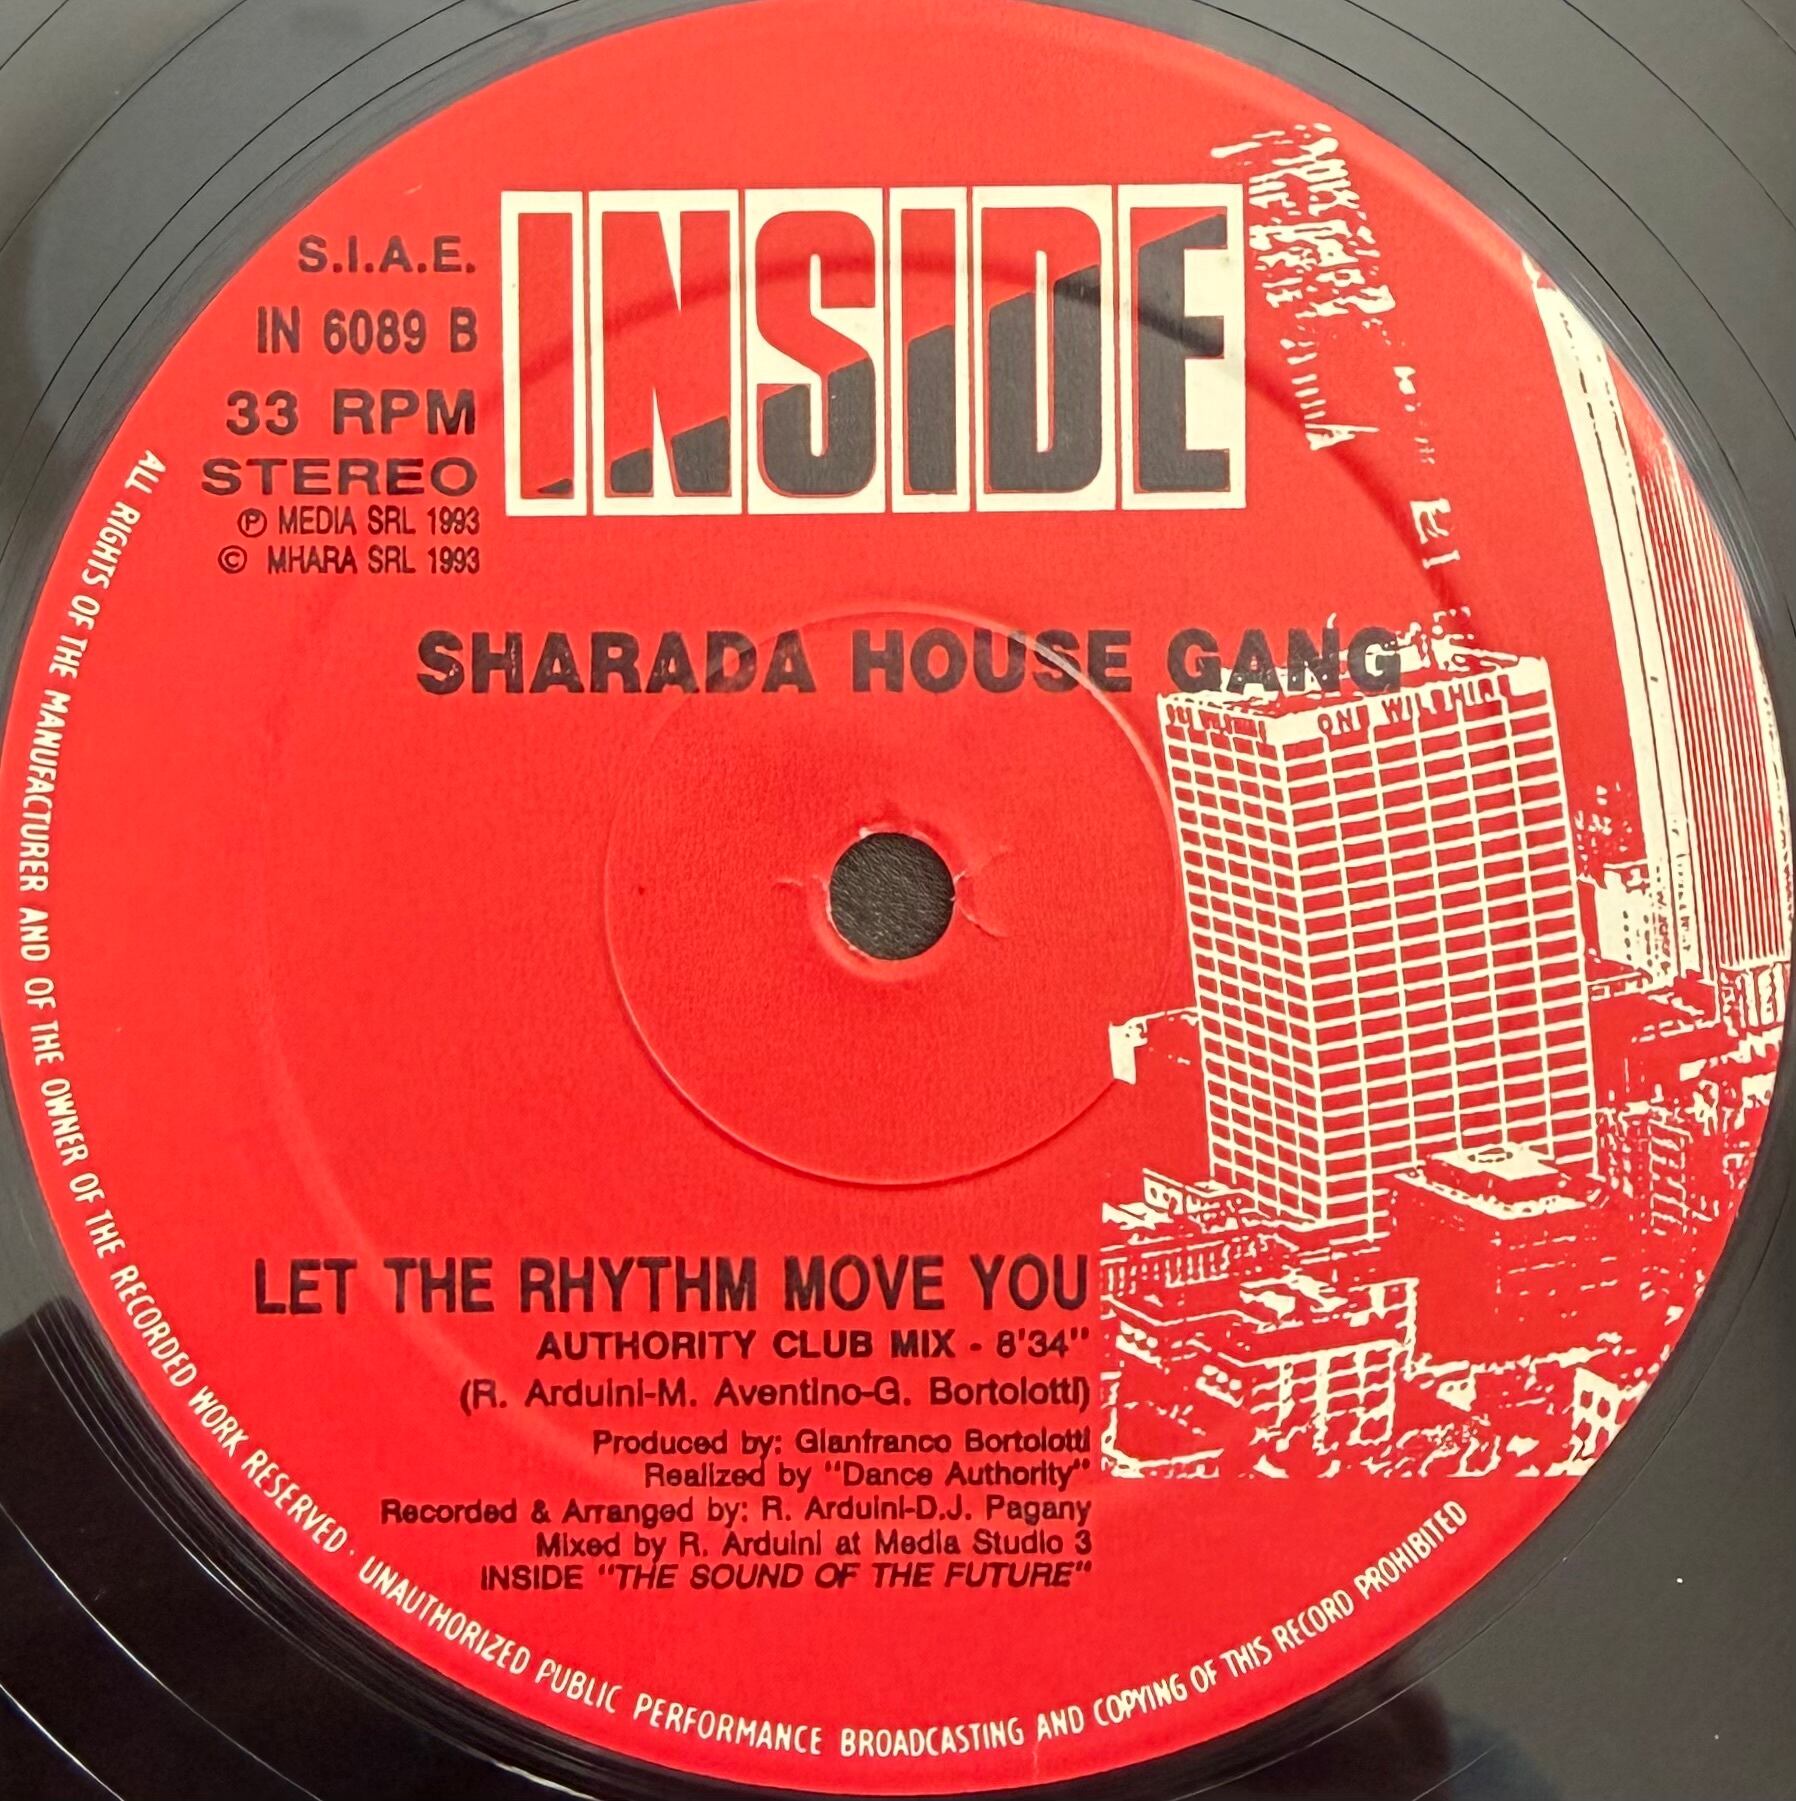 INSIDE
S.I.A.E.
IN 6089 B
33 RPM
STEREO
Ⓟ MEDIA SRL 1993
© MHARA SRL 1993
SHARADA HOUSE GANG
ONE WILSHIRE
LET THE RHYTHM MOVE YOU
AUTHORITY CLUB MIX - 8'34"
(R. Arduini-M. Aventino-G. Bortolotti)
Produced by: Gianfranco Bortolotti
Realized by "Dance Authority"
Recorded & Arranged by: R. Arduini-D.J. Pagany
Mixed by R. Arduini at Media Studio 3
INSIDE "THE SOUND OF THE FUTURE"
ALL RIGHTS OF THE MANUFACTURER AND OF THE OWNER OF THE RECORDED WORK RESERVED · UNAUTHORIZED PUBLIC PERFORMANCE BROADCASTING AND COPYING OF THIS RECORD PROHIBITED